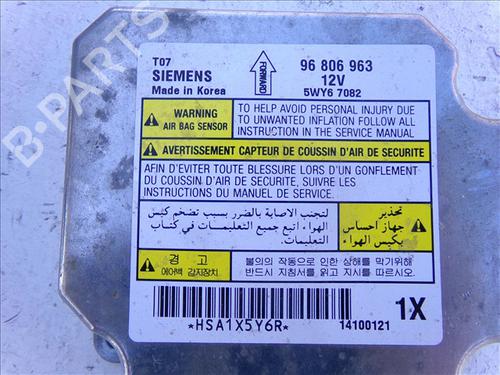 B-PARTS
T07
SIEMENS
Made in Korea
FORWARD
96 806 963
12V
5WY6 7082
WARNING
AIR BAG SENSOR
TO HELP AVOID PERSONAL INJURY DUE
TO UNWANTED INFLATION FOLLOW ALL
INSTRUCTION IN THE SERVICE MANUAL
AVERTISSEMENT CAPTEUR DE COUSSIN D'AIR DE SECURITE
AFIN D'EVITER TOUTE BLESSURE LORS D'UN GONFLEMENT
DU COUSSIN D'AIR DE SECURITE, SUIVRE LES
INSTRUCTIONS DU MANUEL DE SERVICE.
لتجنب الاصابة بالضرر بسبب تضخم كيس
الهواء اتبع جميع التعليمات في كتاب
التعليمات.
تحذير
جهاز احساس
بكيس الهواء
경 고
에어백 감지장치
불의의 작동으로 인한 상해를 막기위해
반드시 지침서를 읽고 지시를 따르시오.
*HSA1X5Y6R*
1X
14100121